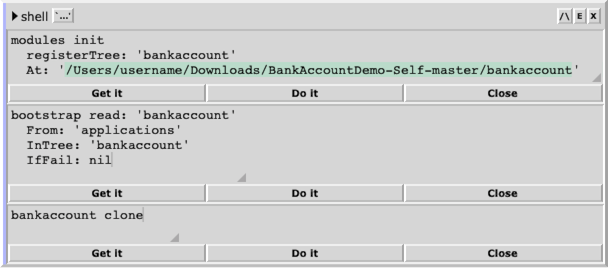 shell `...´ /\ E X
modules init
registerTree: 'bankaccount'
At: '/Users/username/Downloads/BankAccountDemo-Self-master/bankaccount'
Get it Do it Close
bootstrap read: 'bankaccount'
From: 'applications'
InTree: 'bankaccount'
IfFail: nil
Get it Do it Close
bankaccount clone
Get it Do it Close